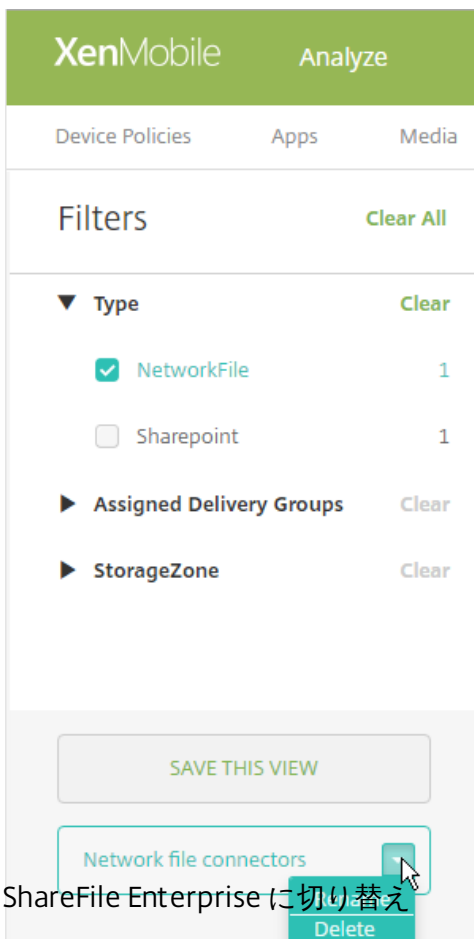 XenMobile Analyze
Device Policies Apps Media
Filters Clear All
Type Clear
NetworkFile 1
Sharepoint 1
Assigned Delivery Groups Clear
StorageZone Clear
SAVE THIS VIEW
Network file connectors
ShareFile Enterprise に切り替え
Delete